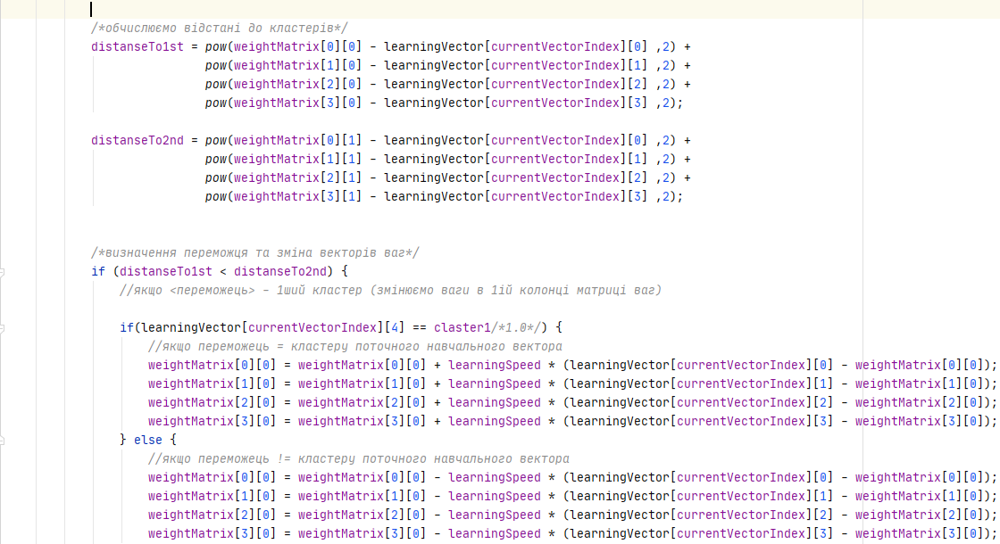 /*обчислюємо відстані до кластерів*/
distanseTo1st = pow(weightMatrix[0][0] - learningVector[currentVectorIndex][0] ,2) +
pow(weightMatrix[1][0] - learningVector[currentVectorIndex][1] ,2) +
pow(weightMatrix[2][0] - learningVector[currentVectorIndex][2] ,2) +
pow(weightMatrix[3][0] - learningVector[currentVectorIndex][3] ,2);
distanseTo2nd = pow(weightMatrix[0][1] - learningVector[currentVectorIndex][0] ,2) +
pow(weightMatrix[1][1] - learningVector[currentVectorIndex][1] ,2) +
pow(weightMatrix[2][1] - learningVector[currentVectorIndex][2] ,2) +
pow(weightMatrix[3][1] - learningVector[currentVectorIndex][3] ,2);
/*визначення переможця та зміна векторів ваг*/
if (distanseTo1st < distanseTo2nd) {
//якщо <переможець> - 1ший кластер (змінюємо ваги в 1ій колонці матриці ваг)
if(learningVector[currentVectorIndex][4] == claster1/*1.0*/) {
//якщо переможець = кластеру поточного навчального вектора
weightMatrix[0][0] = weightMatrix[0][0] + learningSpeed * (learningVector[currentVectorIndex][0] - weightMatrix[0][0]);
weightMatrix[1][0] = weightMatrix[1][0] + learningSpeed * (learningVector[currentVectorIndex][1] - weightMatrix[1][0]);
weightMatrix[2][0] = weightMatrix[2][0] + learningSpeed * (learningVector[currentVectorIndex][2] - weightMatrix[2][0]);
weightMatrix[3][0] = weightMatrix[3][0] + learningSpeed * (learningVector[currentVectorIndex][3] - weightMatrix[3][0]);
} else {
//якщо переможець != кластеру поточного навчального вектора
weightMatrix[0][0] = weightMatrix[0][0] - learningSpeed * (learningVector[currentVectorIndex][0] - weightMatrix[0][0]);
weightMatrix[1][0] = weightMatrix[1][0] - learningSpeed * (learningVector[currentVectorIndex][1] - weightMatrix[1][0]);
weightMatrix[2][0] = weightMatrix[2][0] - learningSpeed * (learningVector[currentVectorIndex][2] - weightMatrix[2][0]);
weightMatrix[3][0] = weightMatrix[3][0] - learningSpeed * (learningVector[currentVectorIndex][3] - weightMatrix[3][0]);